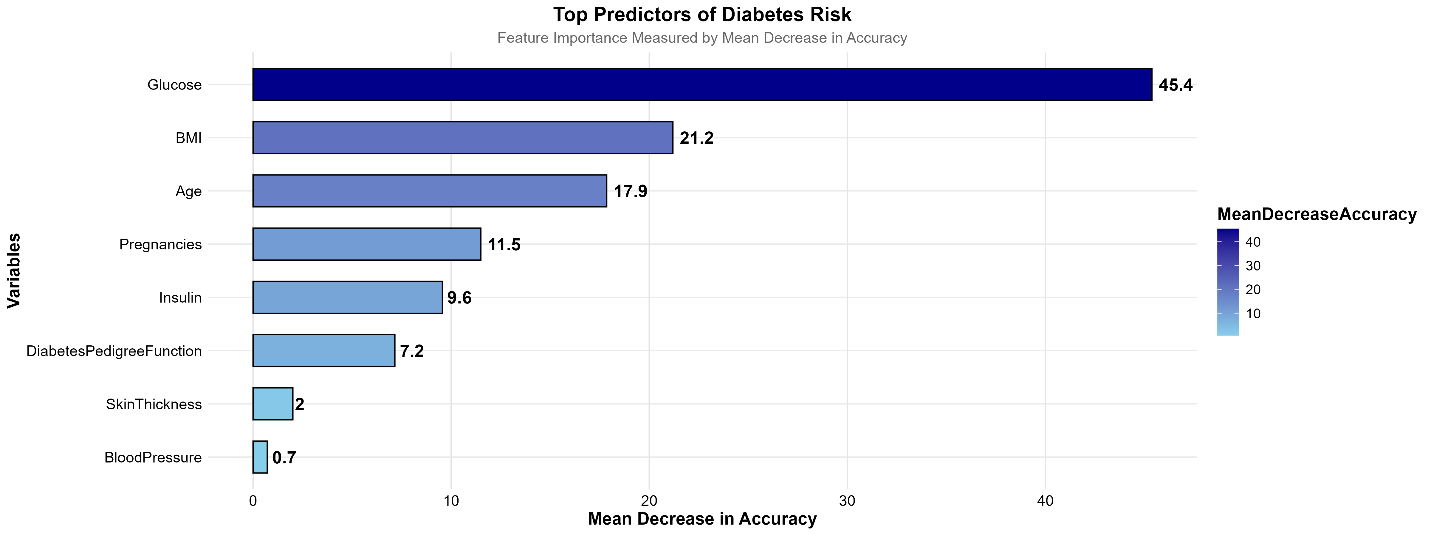 Top Predictors of Diabetes Risk
Feature Importance Measured by Mean Decrease in Accuracy
Variables
Glucose 45.4
BMI 21.2
Age 17.9
Pregnancies 11.5
Insulin 9.6
DiabetesPedigreeFunction 7.2
SkinThickness 2
BloodPressure 0.7
0 10 20 30 40
Mean Decrease in Accuracy
MeanDecreaseAccuracy
40
30
20
10